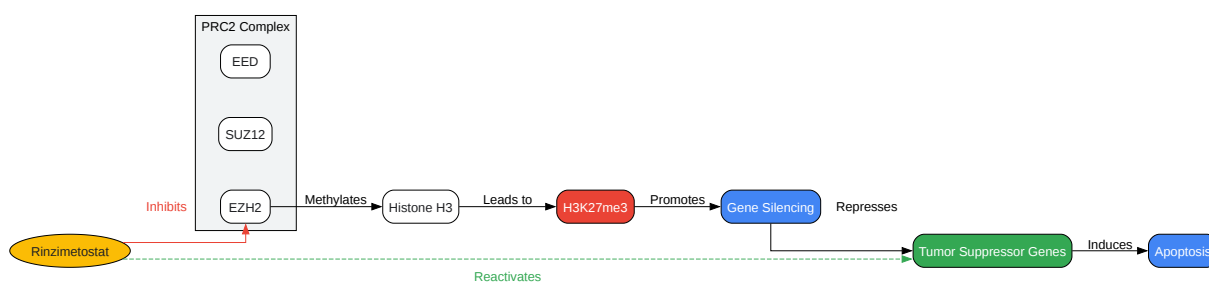 PRC2 Complex
EED
SUZ12
EZH2
Inhibits
Methylates
Histone H3
Leads to
H3K27me3
Promotes
Gene Silencing
Represses
Rinzimetostat
Reactivates
Tumor Suppressor Genes
Induces
Apoptosis